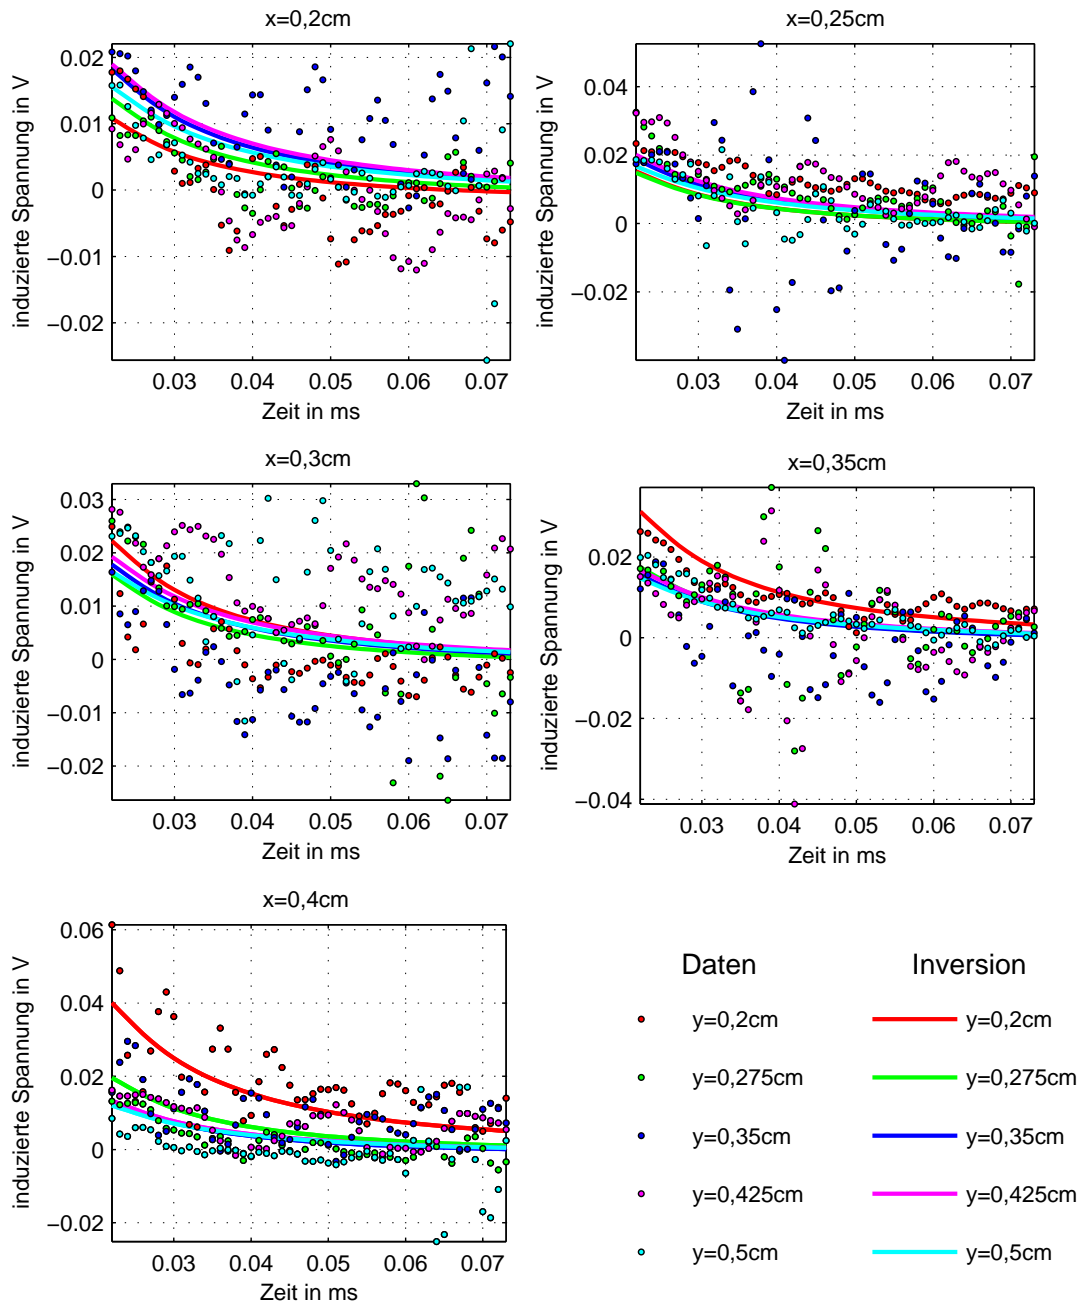 x=0,2cm
induzierte Spannung in V
0.02
0.01
0
−0.01
−0.02
0.03 0.04 0.05 0.06 0.07
Zeit in ms
x=0,25cm
induzierte Spannung in V
0.04
0.02
0
−0.02
0.03 0.04 0.05 0.06 0.07
Zeit in ms
x=0,3cm
induzierte Spannung in V
0.03
0.02
0.01
0
−0.01
−0.02
0.03 0.04 0.05 0.06 0.07
Zeit in ms
x=0,35cm
induzierte Spannung in V
0.02
0
−0.02
−0.04
0.03 0.04 0.05 0.06 0.07
Zeit in ms
x=0,4cm
induzierte Spannung in V
0.06
0.04
0.02
0
−0.02
0.03 0.04 0.05 0.06 0.07
Zeit in ms
Daten Inversion
y=0,2cm y=0,2cm
y=0,275cm y=0,275cm
y=0,35cm y=0,35cm
y=0,425cm y=0,425cm
y=0,5cm y=0,5cm